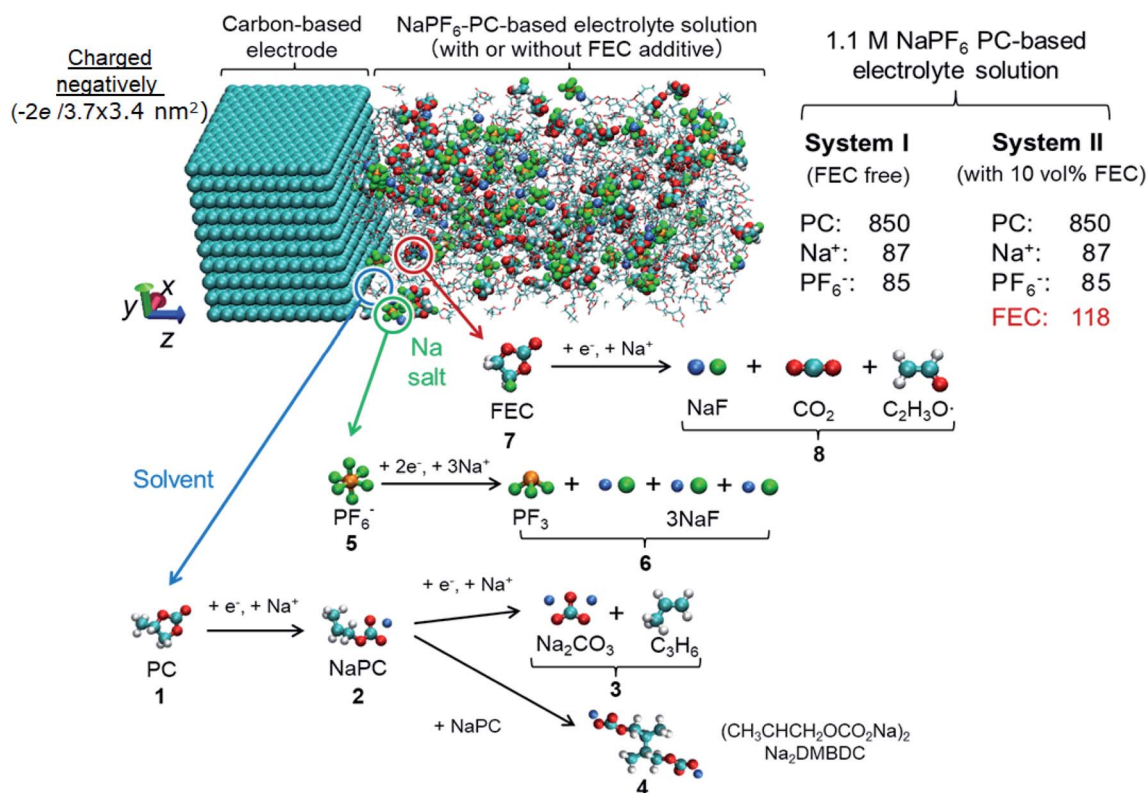 Carbon-based
electrode
NaPF₆-PC-based electrolyte solution
(with or without FEC additive)
Charged
negatively
(-2e /3.7x3.4 nm²)
1.1 M NaPF₆ PC-based
electrolyte solution
System I
(FEC free)
PC: 850
Na⁺: 87
PF₆⁻: 85
System II
(with 10 vol% FEC)
PC: 850
Na⁺: 87
PF₆⁻: 85
FEC: 118
y x
z
Na
salt
Solvent
FEC
7
+ e⁻, + Na⁺
NaF + CO₂ + C₂H₃O·
8
PF₆⁻
5
+ 2e⁻, + 3Na⁺
PF₃ + + +
3NaF
6
PC
1
+ e⁻, + Na⁺
NaPC
2
+ e⁻, + Na⁺
Na₂CO₃ + C₃H₆
3
+ NaPC
4
(CH₃CHCH₂OCO₂Na)₂
Na₂DMBDC